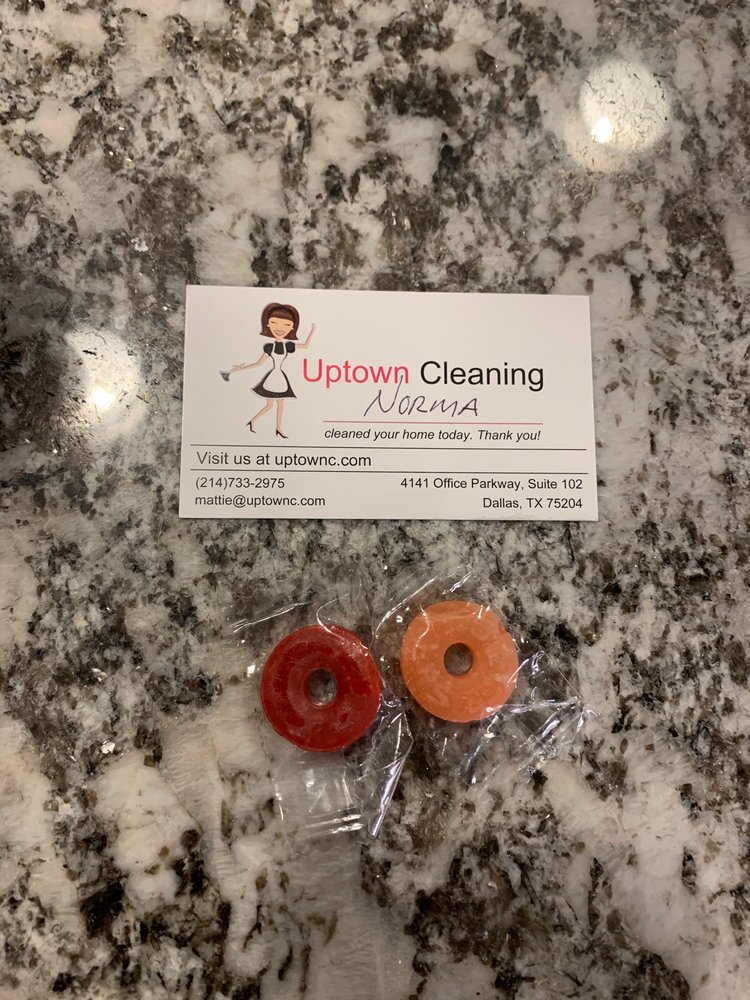 Uptown Cleaning
NORMA
cleaned your home today. Thank you!
Visit us at uptownc.com
(214)733-2975
4141 Office Parkway, Suite 102
mattie@uptownc.com
Dallas, TX 75204